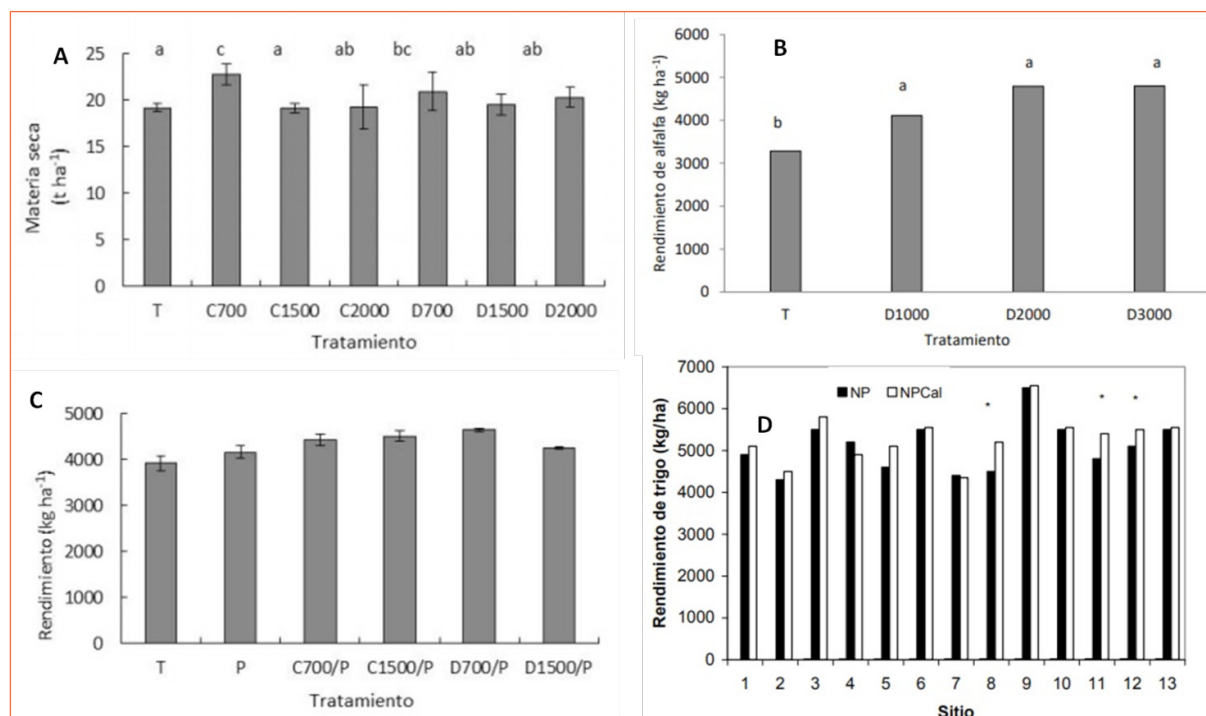 A
a c a ab bc ab ab
25
20
15
10
5
0
Materia seca
(t ha⁻¹)
T C700 C1500 C2000 D700 D1500 D2000
Tratamiento
B
b a a a
6000
5000
4000
3000
2000
1000
0
Rendimiento de alfalfa (kg ha⁻¹)
T D1000 D2000 D3000
Tratamiento
C
5000
4000
3000
2000
1000
0
Rendimiento (kg ha⁻¹)
T P C700/P C1500/P D700/P D1500/P
Tratamiento
D
NP NPCal
* * *
7000
6000
5000
4000
3000
2000
1000
0
Rendimiento de trigo (kg/ha)
1 2 3 4 5 6 7 8 9 10 11 12 13
Sitio